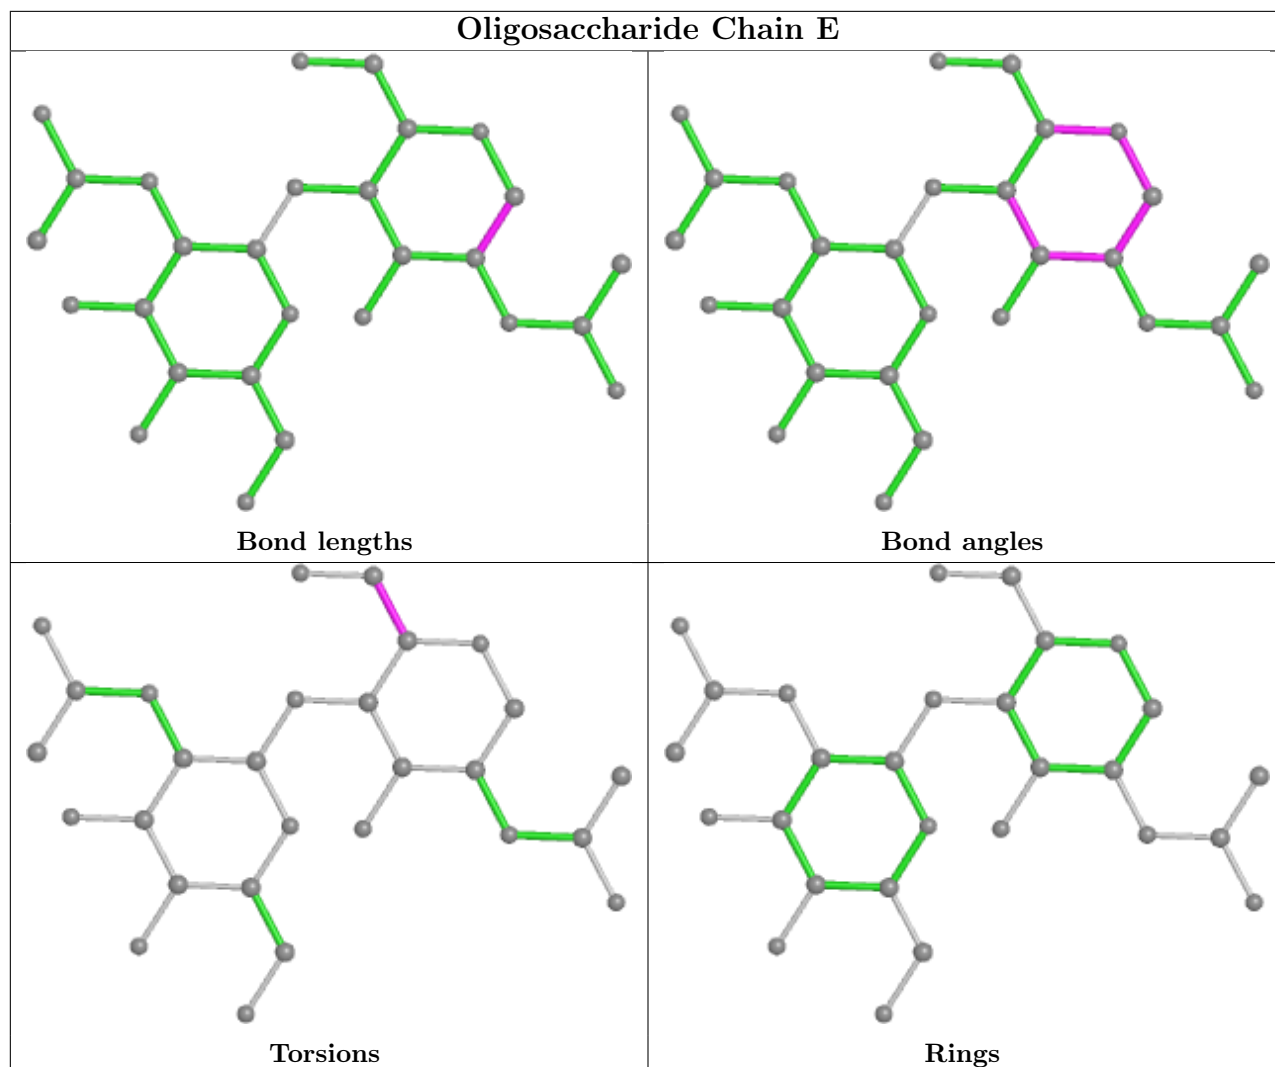 Oligosaccharide Chain E
Bond lengths
Bond angles
Torsions
Rings